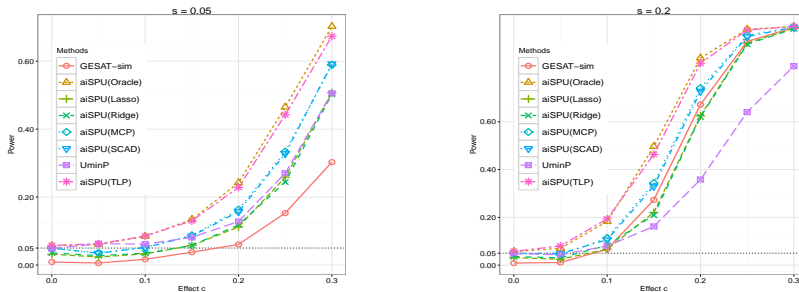 s = 0.05
Power
0.60
0.40
0.20
0.05
0.00
Methods
GESAT-sim
aiSPU(Oracle)
aiSPU(Lasso)
aiSPU(Ridge)
aiSPU(MCP)
aiSPU(SCAD)
UminP
aiSPU(TLP)
0.0
0.1
0.2
0.3
Effect c
s = 0.2
Power
0.80
0.60
0.40
0.20
0.05
0.00
Methods
GESAT-sim
aiSPU(Oracle)
aiSPU(Lasso)
aiSPU(Ridge)
aiSPU(MCP)
aiSPU(SCAD)
UminP
aiSPU(TLP)
0.0
0.1
0.2
0.3
Effect c